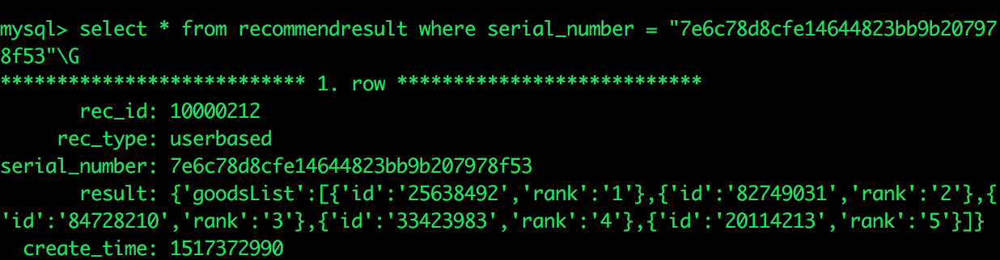 mysql> select * from recommendresult where serial_number = "7e6c78d8cfe14644823bb9b20797
8f53"\G
*************************** 1. row ***************************
rec_id: 10000212
rec_type: userbased
serial_number: 7e6c78d8cfe14644823bb9b207978f53
result: {'goodsList':[{'id':'25638492','rank':'1'},{'id':'82749031','rank':'2'},{
'id':'84728210','rank':'3'},{'id':'33423983','rank':'4'},{'id':'20114213','rank':'5'}]}
create_time: 1517372990